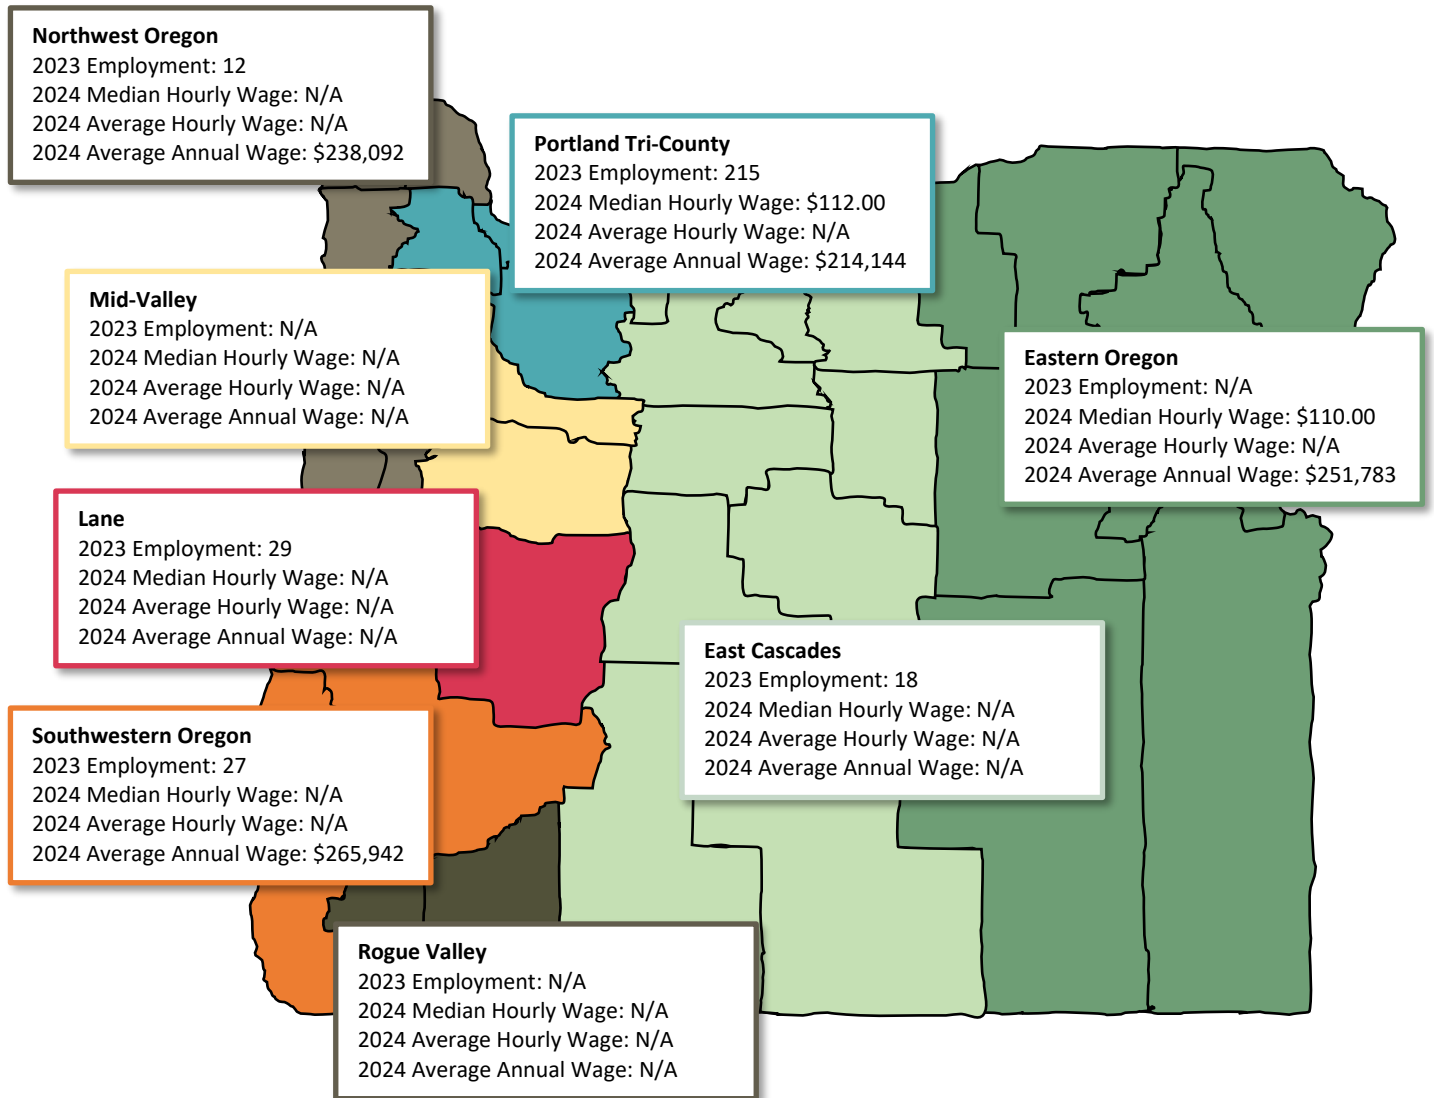 Northwest Oregon
2023 Employment: 12
2024 Median Hourly Wage: N/A
2024 Average Hourly Wage: N/A
2024 Average Annual Wage: $238,092
Portland Tri-County
2023 Employment: 215
2024 Median Hourly Wage: $112.00
2024 Average Hourly Wage: N/A
2024 Average Annual Wage: $214,144
Mid-Valley
2023 Employment: N/A
2024 Median Hourly Wage: N/A
2024 Average Hourly Wage: N/A
2024 Average Annual Wage: N/A
Eastern Oregon
2023 Employment: N/A
2024 Median Hourly Wage: $110.00
2024 Average Hourly Wage: N/A
2024 Average Annual Wage: $251,783
Lane
2023 Employment: 29
2024 Median Hourly Wage: N/A
2024 Average Hourly Wage: N/A
2024 Average Annual Wage: N/A
East Cascades
2023 Employment: 18
2024 Median Hourly Wage: N/A
2024 Average Hourly Wage: N/A
2024 Average Annual Wage: N/A
Southwestern Oregon
2023 Employment: 27
2024 Median Hourly Wage: N/A
2024 Average Hourly Wage: N/A
2024 Average Annual Wage: $265,942
Rogue Valley
2023 Employment: N/A
2024 Median Hourly Wage: N/A
2024 Average Hourly Wage: N/A
2024 Average Annual Wage: N/A